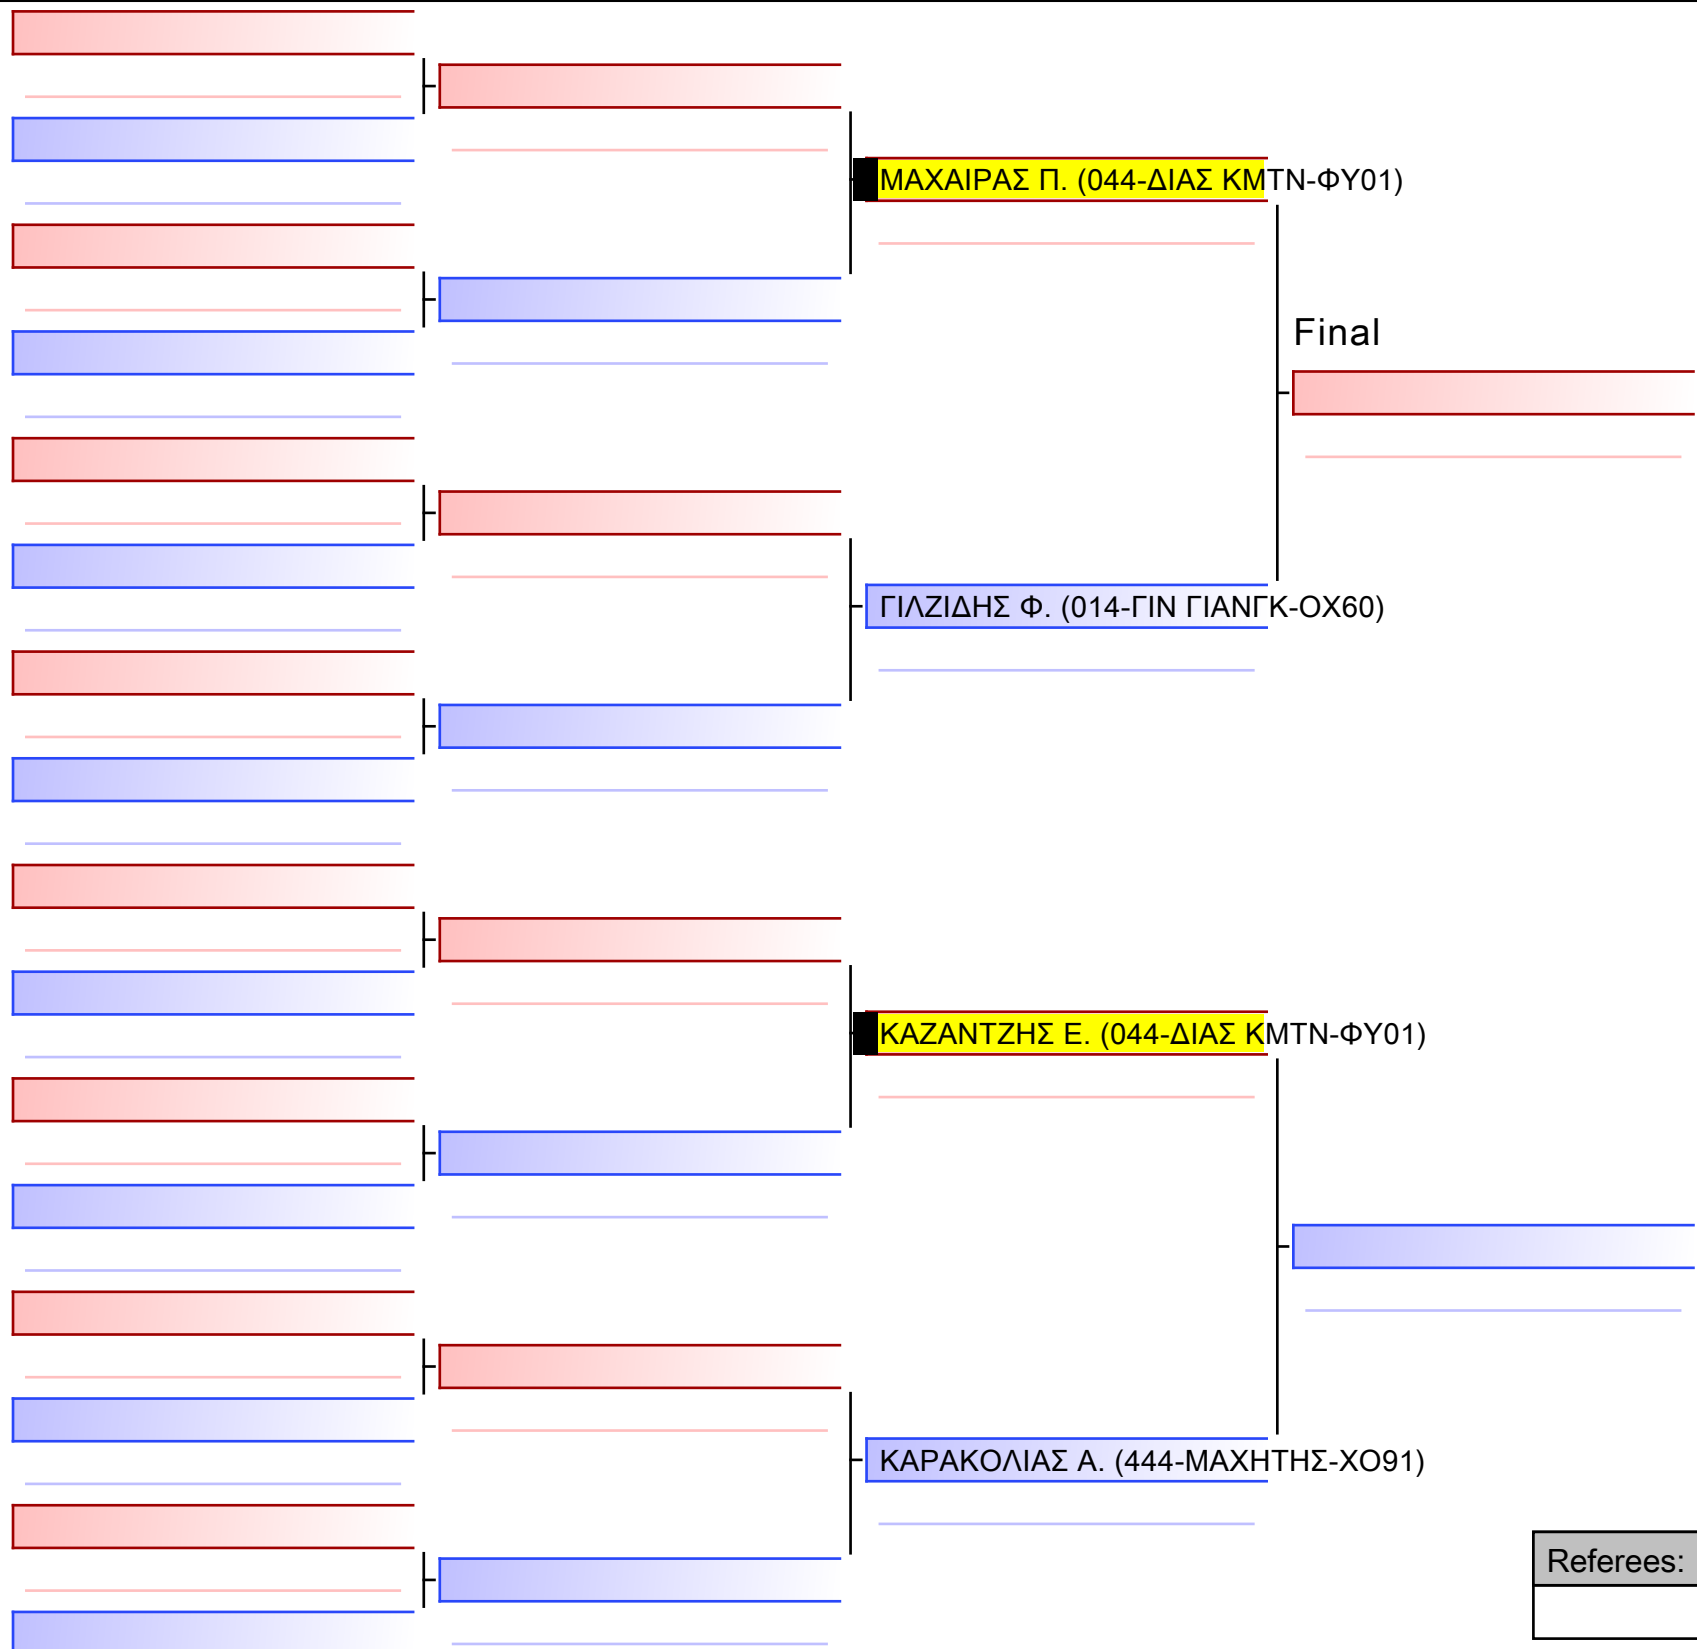 ΜΑΧΑΙΡΑΣ Π. (044-ΔΙΑΣ ΚΜΤΝ-ΦΥ01)
Final
ΓΙΛΖΙΔΗΣ Φ. (014-ΓΙΝ ΓΙΑΝΓΚ-ΟΧ60)
ΚΑΖΑΝΤΖΗΣ Ε. (044-ΔΙΑΣ ΚΜΤΝ-ΦΥ01)
ΚΑΡΑΚΟΛΙΑΣ Α. (444-ΜΑΧΗΤΗΣ-ΧΟ91)
Referees: